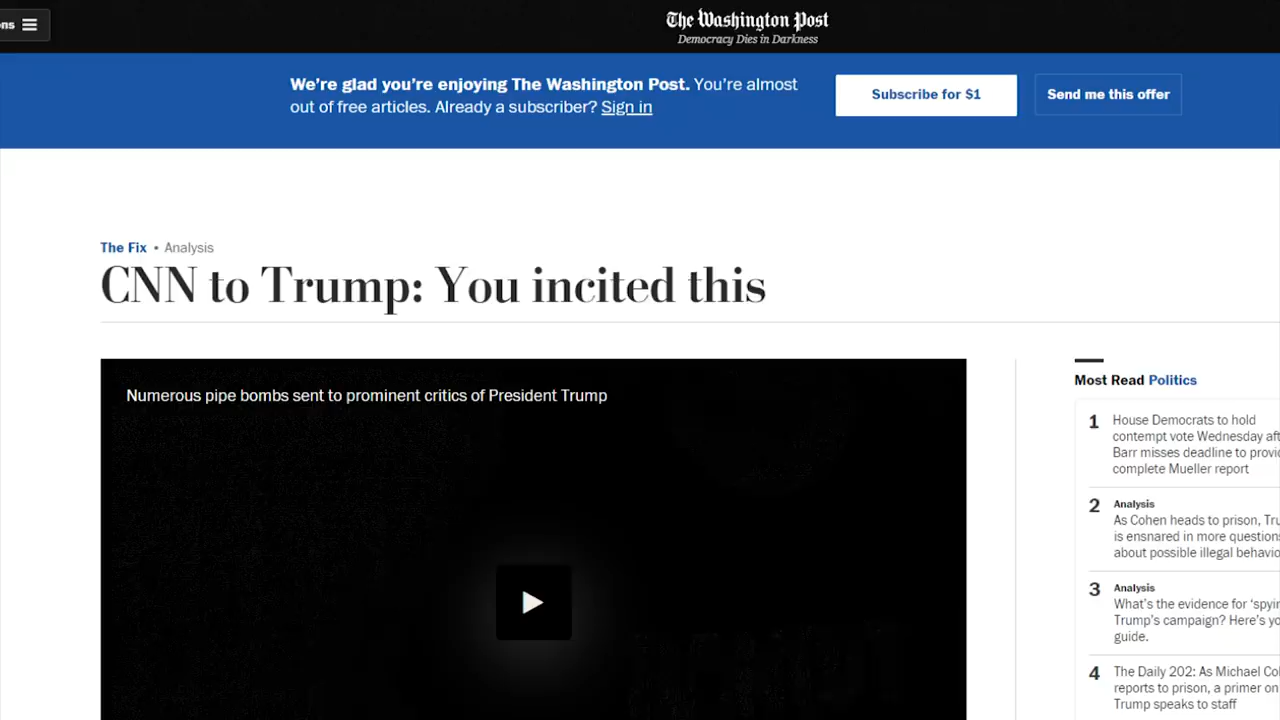 ns
The Washington Post
Democracy Dies in Darkness
We're glad you're enjoying The Washington Post. You're almost
out of free articles. Already a subscriber? Sign in
Subscribe for $1
Send me this offer
The Fix • Analysis
CNN to Trump: You incited this
Numerous pipe bombs sent to prominent critics of President Trump
Most Read Politics
1 House Democrats to hold
contempt vote Wednesday aft
Barr misses deadline to provi
complete Mueller report
2 Analysis
As Cohen heads to prison, Tru
is ensnared in more questions
about possible illegal behavio
3 Analysis
What's the evidence for 'spyin
Trump's campaign? Here's yo
guide.
4 The Daily 202: As Michael Co
reports to prison, a primer on
Trump speaks to staff